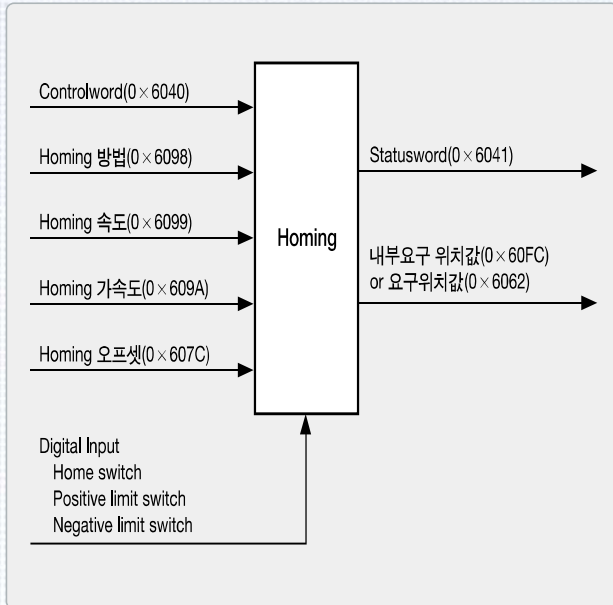 Controlword(0×6040)
Homing 방법(0×6098)
Homing 속도(0×6099)
Homing 가속도(0×609A)
Homing 오프셋(0×607C)
Homing
Statusword(0×6041)
내부요구 위치값(0×60FC)
or 요구위치값(0×6062)
Digital Input
Home switch
Positive limit switch
Negative limit switch